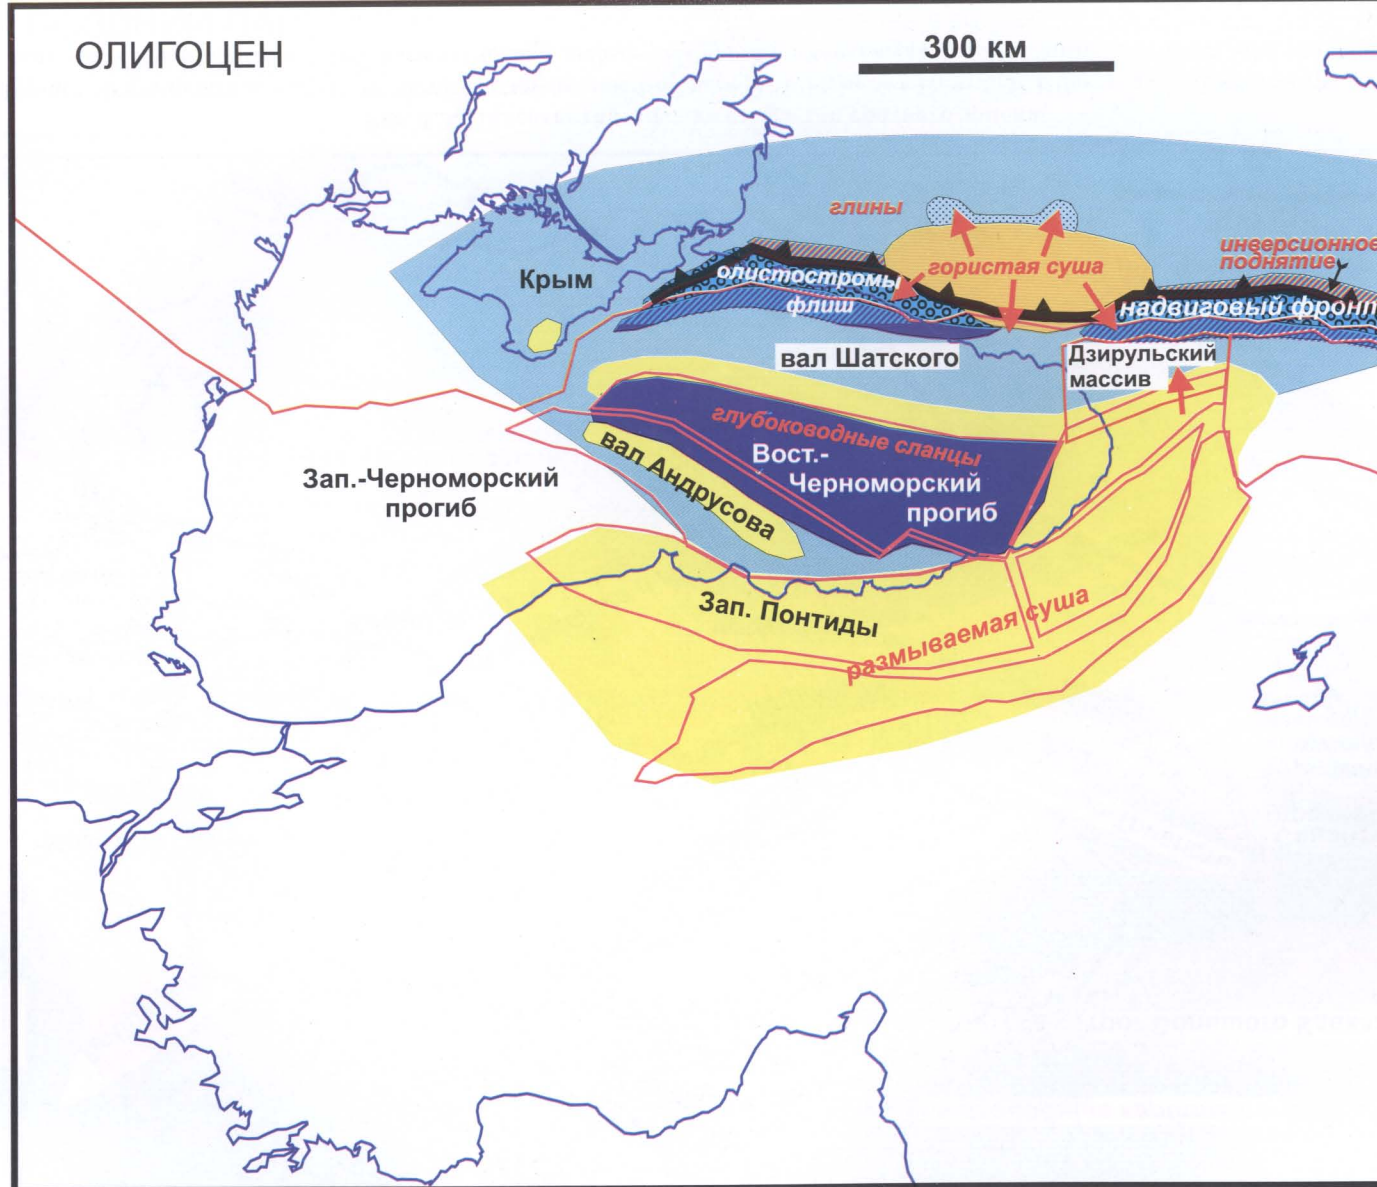 ОЛИГОЦЕН
300 км
глины
инверсионное
поднятие
Крым
гористая суша
олистостромы
флиш
надвиговый фронт
вал Шатского
Дзирульский
массив
глубоководные сланцы
вал Андрусова
Вост.-
Черноморский
прогиб
Зап.-Черноморский
прогиб
Зап. Понтиды
размываемая суша